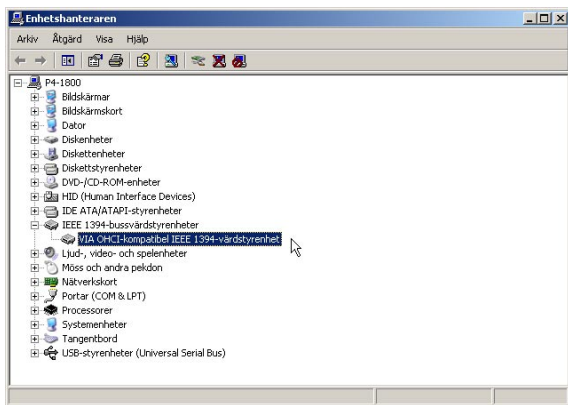 Enhetshanteraren
Arkiv Åtgärd Visa Hjälp
P4-1800
Bildskärmar
Bildskärmskort
Dator
Diskenheter
Diskettenheter
Diskettstyrenheter
DVD-/CD-ROM-enheter
HID (Human Interface Devices)
IDE ATA/ATAPI-styrenheter
IEEE 1394-bussvärdstyrenheter
VIA OHCI-kompatibel IEEE 1394-värdstyrenhet
Ljud-, video- och spelenheter
Möss och andra pekdon
Nätverkskort
Portar (COM & LPT)
Processorer
Systemenheter
Tangentbord
USB-styrenheter (Universal Serial Bus)